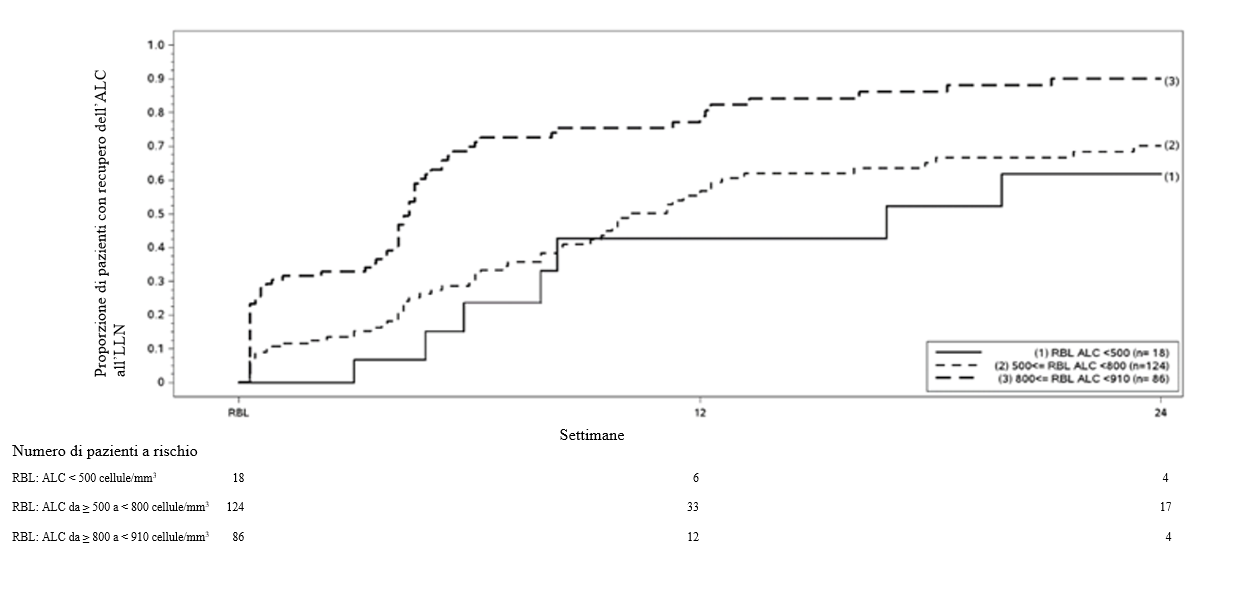 1.0
0.9
0.8
0.7
0.6
0.5
0.4
0.3
0.2
0.1
0
Proporzione di pazienti con recupero dell'ALC
all'LLN
(3)
(2)
(1)
(1) RBL ALC <500 (n= 18)
(2) 500<= RBL ALC <800 (n=124)
(3) 800<= RBL ALC <910 (n= 86)
RBL 12 24
Settimane
Numero di pazienti a rischio
RBL: ALC < 500 cellule/mm³ 18 6 4
RBL: ALC da ≥ 500 a < 800 cellule/mm³ 124 33 17
RBL: ALC da ≥ 800 a < 910 cellule/mm³ 86 12 4